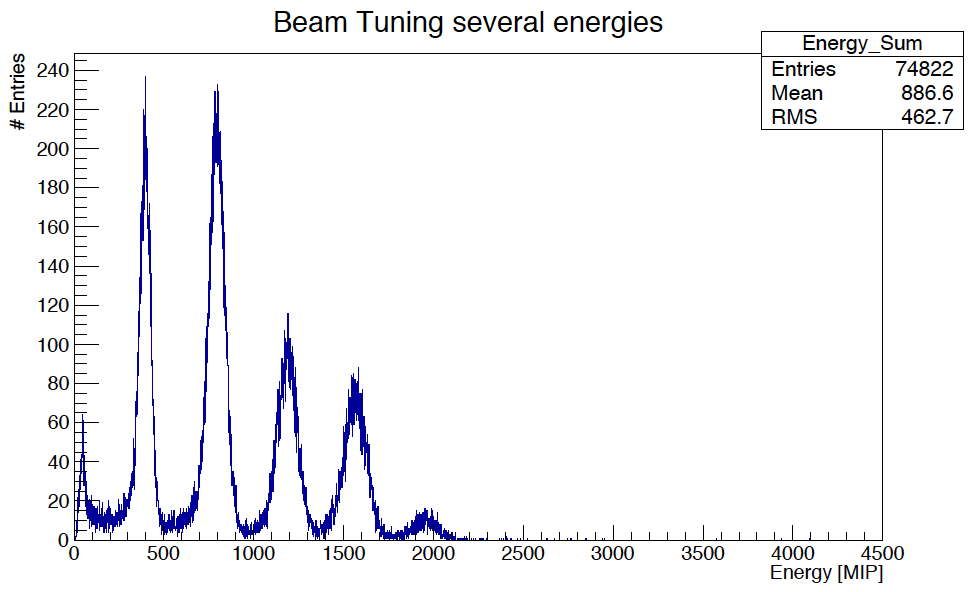 Beam Tuning several energies
Energy_Sum
Entries 74822
Mean 886.6
RMS 462.7
# Entries
240
220
200
180
160
140
120
100
80
60
40
20
0
0 500 1000 1500 2000 2500 3000 3500 4000 4500
Energy [MIP]